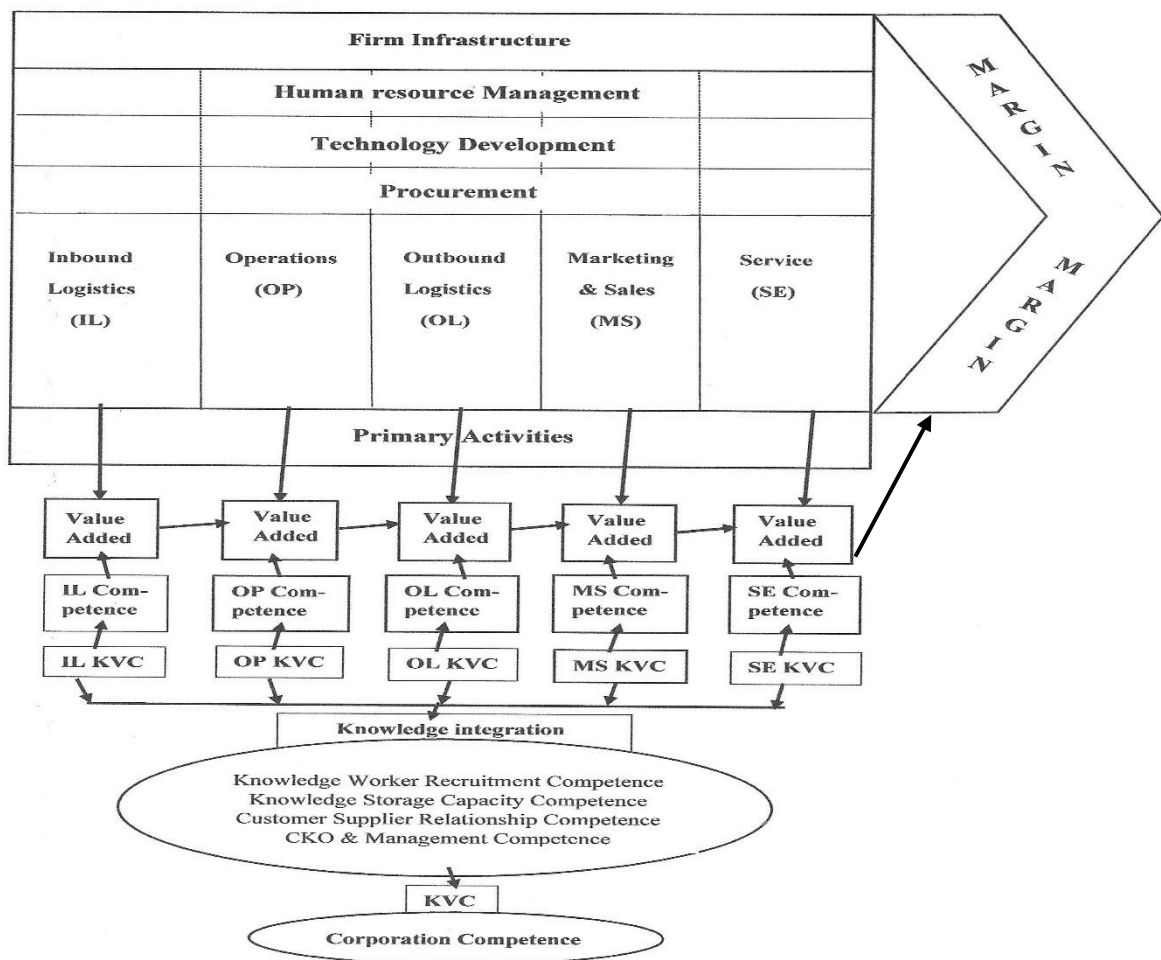 Firm Infrastructure
Human resource Management
Technology Development
Procurement
Inbound
Logistics
(IL)
Operations
(OP)
Outbound
Logistics
(OL)
Marketing
& Sales
(MS)
Service
(SE)
MARGIN
MARGIN
Primary Activities
Value
Added
Value
Added
Value
Added
Value
Added
Value
Added
IL Com-
petence
OP Com-
petence
OL Com-
petence
MS Com-
petence
SE Com-
petence
IL KVC
OP KVC
OL KVC
MS KVC
SE KVC
Knowledge integration
Knowledge Worker Recruitment Competence
Knowledge Storage Capacity Competence
Customer Supplier Relationship Competence
CKO & Management Competence
KVC
Corporation Competence